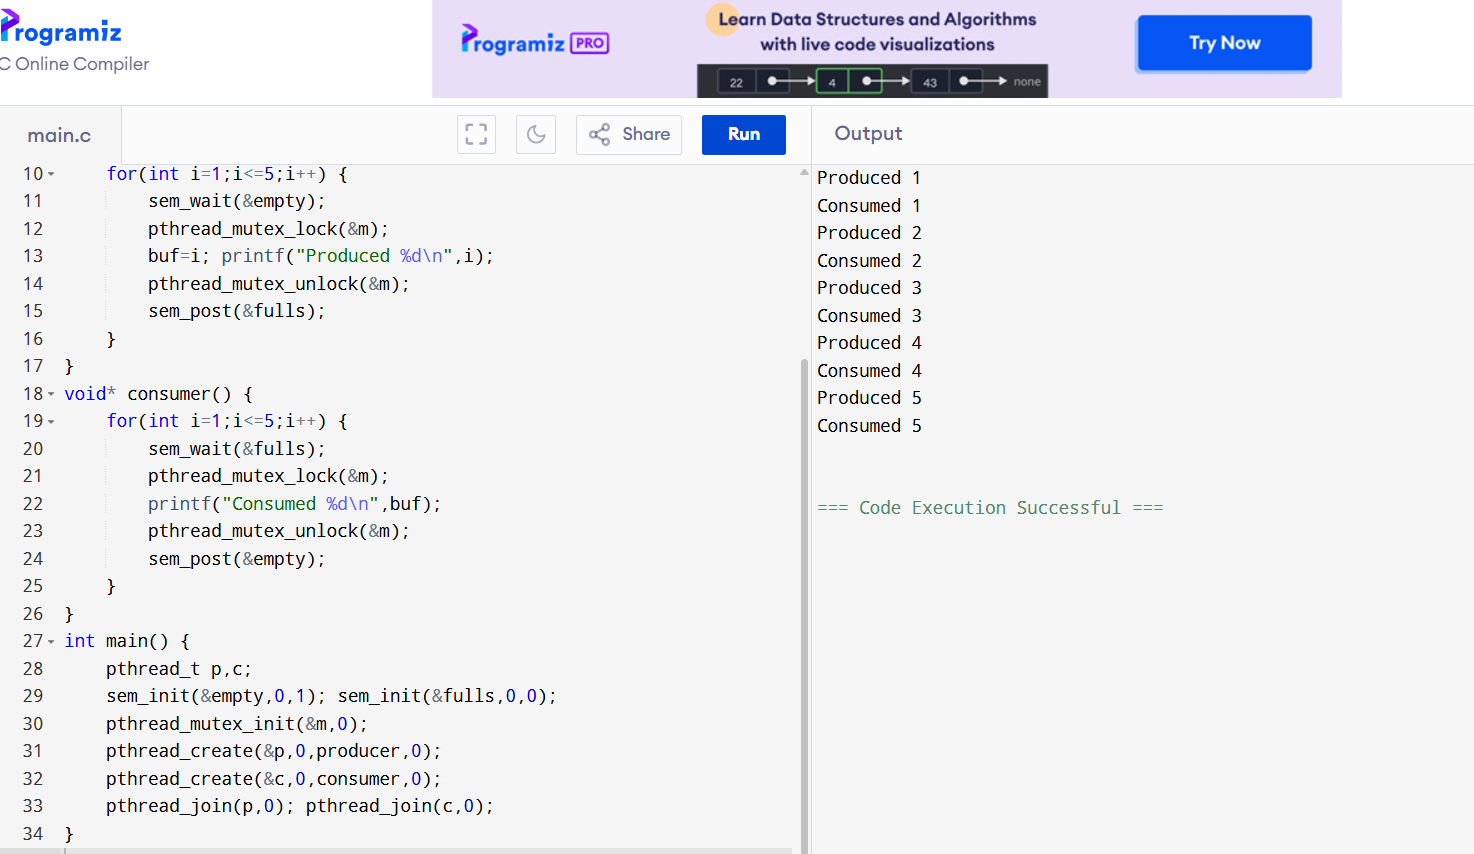 Programiz
C Online Compiler
Programiz PRO
Learn Data Structures and Algorithms
with live code visualizations
22 4 43 none
Try Now
main.c
Share
Run
Output
10 for(int i=1;i<=5;i++) {
11 sem_wait(&empty);
12 pthread_mutex_lock(&m);
13 buf=i; printf("Produced %d\n",i);
14 pthread_mutex_unlock(&m);
15 sem_post(&fulls);
16 }
17 }
18 void* consumer() {
19 for(int i=1;i<=5;i++) {
20 sem_wait(&fulls);
21 pthread_mutex_lock(&m);
22 printf("Consumed %d\n",buf);
23 pthread_mutex_unlock(&m);
24 sem_post(&empty);
25 }
26 }
27 int main() {
28 pthread_t p,c;
29 sem_init(&empty,0,1); sem_init(&fulls,0,0);
30 pthread_mutex_init(&m,0);
31 pthread_create(&p,0,producer,0);
32 pthread_create(&c,0,consumer,0);
33 pthread_join(p,0); pthread_join(c,0);
34 }
Produced 1
Consumed 1
Produced 2
Consumed 2
Produced 3
Consumed 3
Produced 4
Consumed 4
Produced 5
Consumed 5
=== Code Execution Successful ===